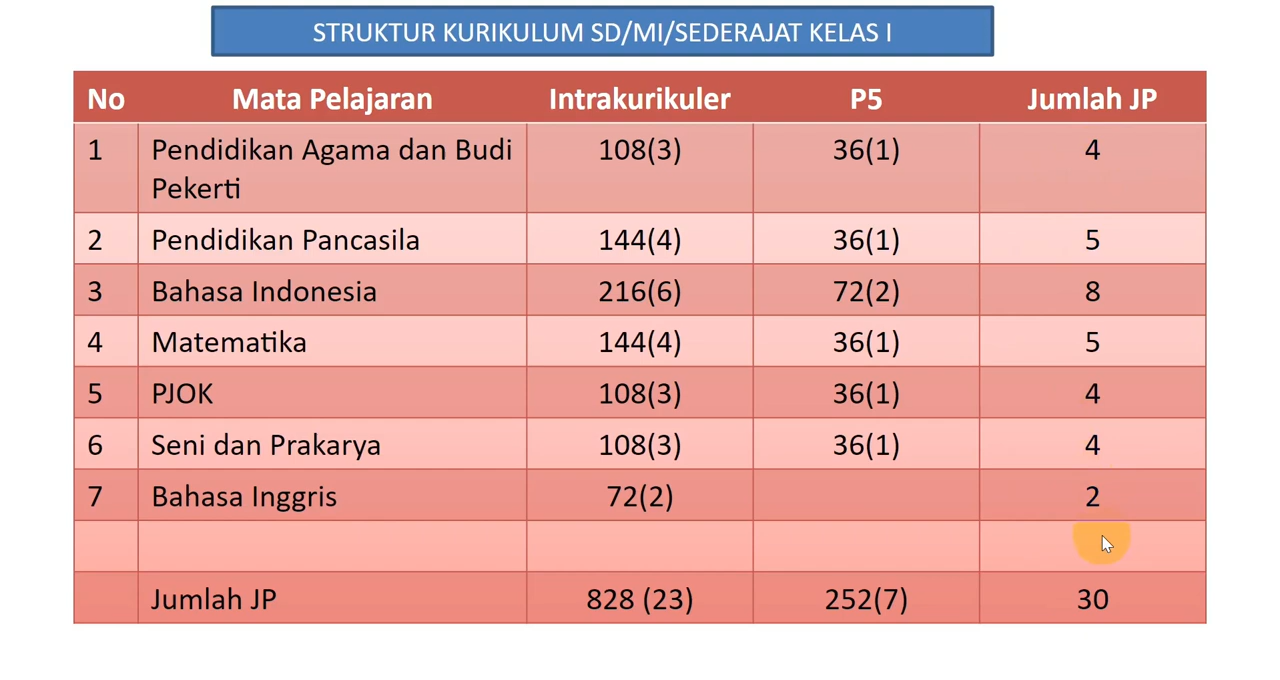 STRUKTUR KURIKULUM SD/MI/SEDERAJAT KELAS I
No Mata Pelajaran Intrakurikuler P5 Jumlah JP
1 Pendidikan Agama dan Budi 108(3) 36(1) 4
Pekerti
2 Pendidikan Pancasila 144(4) 36(1) 5
3 Bahasa Indonesia 216(6) 72(2) 8
4 Matematika 144(4) 36(1) 5
5 PJOK 108(3) 36(1) 4
6 Seni dan Prakarya 108(3) 36(1) 4
7 Bahasa Inggris 72(2) 2
Jumlah JP 828 (23) 252(7) 30